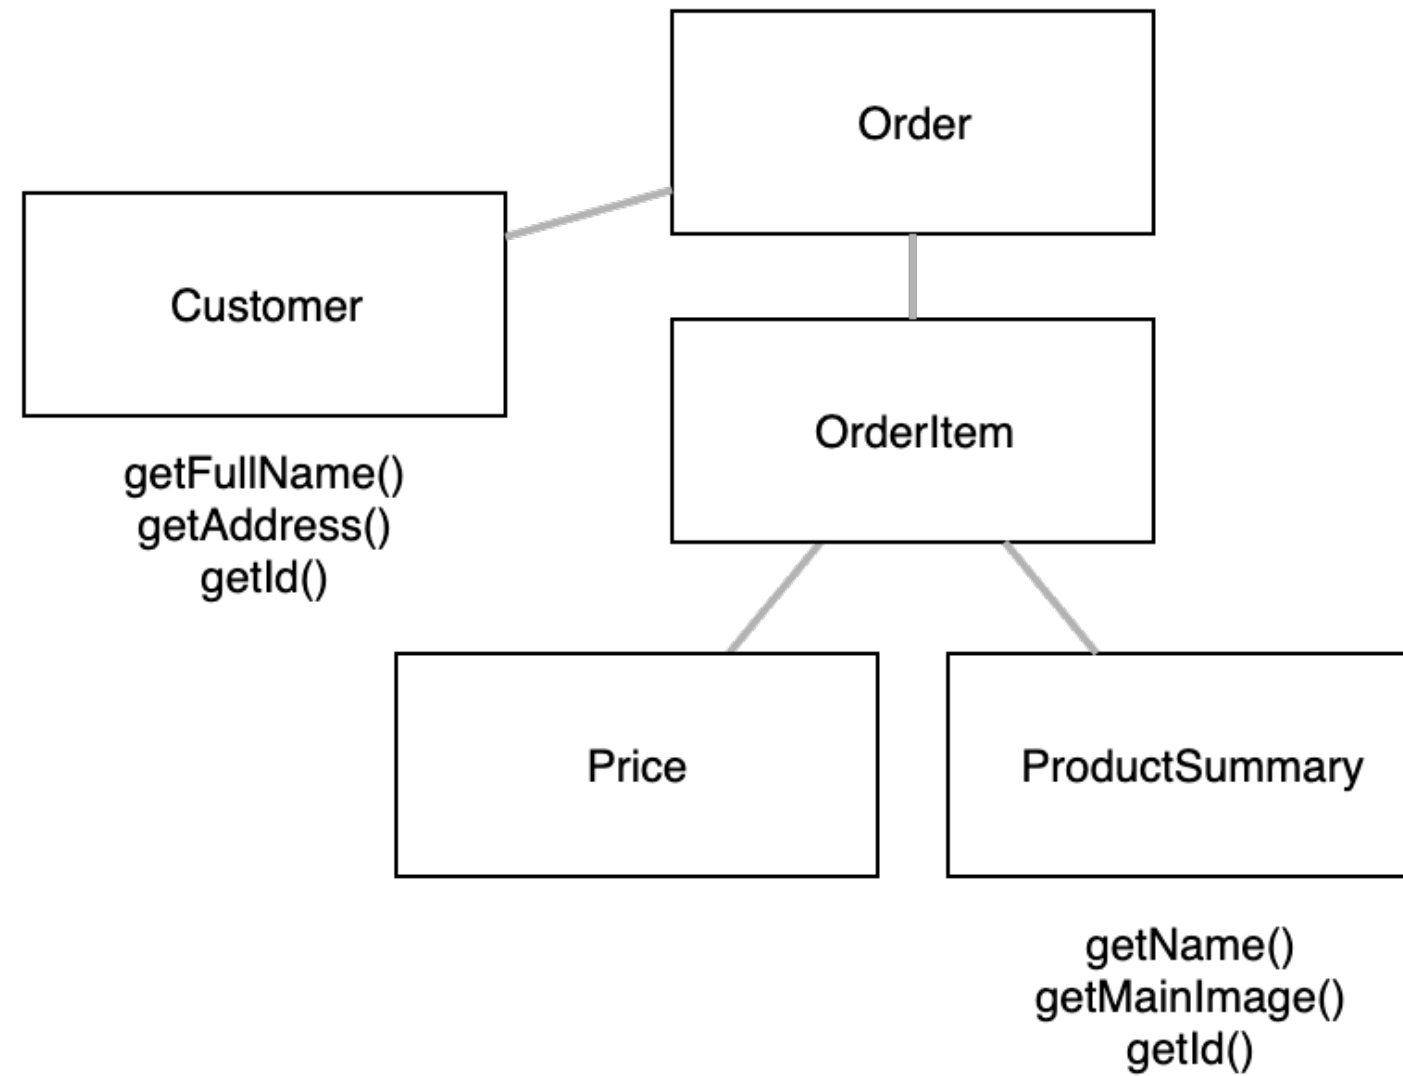 Order
Customer
getFullName()
getAddress()
getId()
OrderItem
Price
ProductSummary
getName()
getMainImage()
getId()